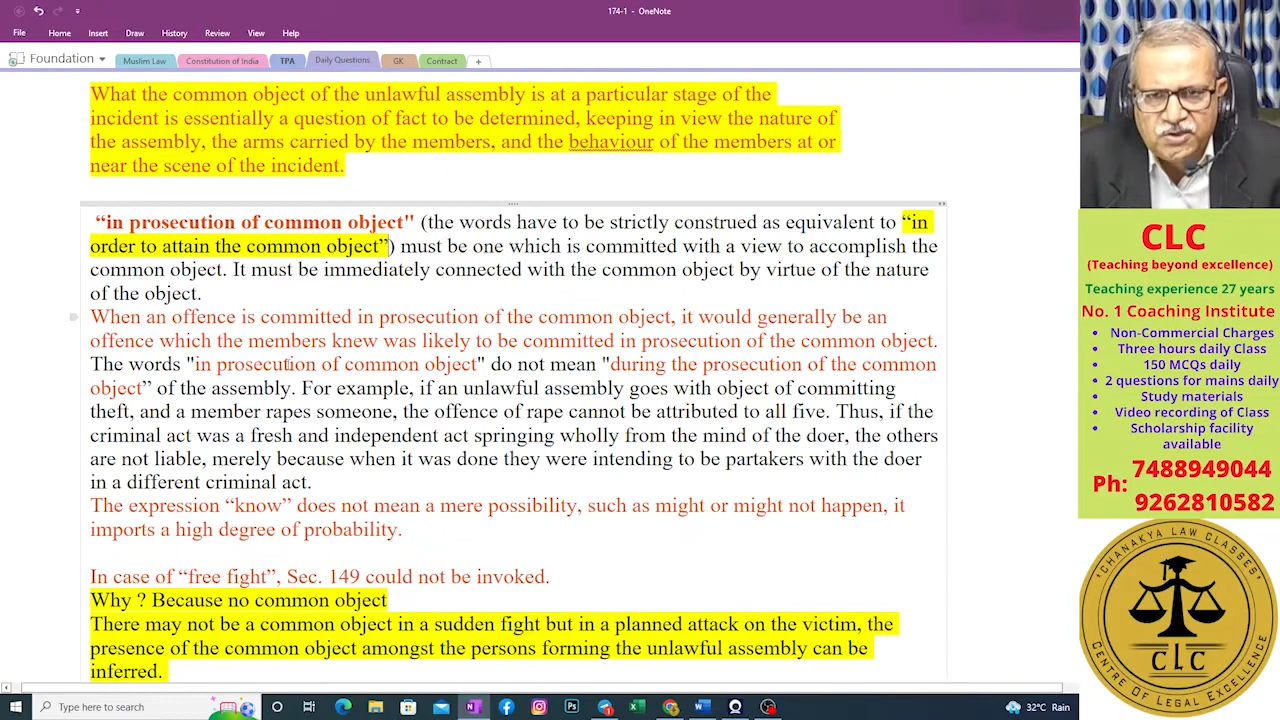 174-1 - OneNote
File Home Insert Draw History Review View Help
Foundation Muslim Law Constitution of India TPA Daily Questions GK Contract +
What the common object of the unlawful assembly is at a particular stage of the
incident is essentially a question of fact to be determined, keeping in view the nature of
the assembly, the arms carried by the members, and the behaviour of the members at or
near the scene of the incident.
“in prosecution of common object" (the words have to be strictly construed as equivalent to “in
order to attain the common object”) must be one which is committed with a view to accomplish the
common object. It must be immediately connected with the common object by virtue of the nature
of the object.
When an offence is committed in prosecution of the common object, it would generally be an
offence which the members knew was likely to be committed in prosecution of the common object.
The words "in prosecution of common object" do not mean "during the prosecution of the common
object” of the assembly. For example, if an unlawful assembly goes with object of committing
theft, and a member rapes someone, the offence of rape cannot be attributed to all five. Thus, if the
criminal act was a fresh and independent act springing wholly from the mind of the doer, the others
are not liable, merely because when it was done they were intending to be partakers with the doer
in a different criminal act.
The expression “know” does not mean a mere possibility, such as might or might not happen, it
imports a high degree of probability.
In case of “free fight”, Sec. 149 could not be invoked.
Why ? Because no common object
There may not be a common object in a sudden fight but in a planned attack on the victim, the
presence of the common object amongst the persons forming the unlawful assembly can be
inferred.
CLC
(Teaching beyond excellence)
Teaching experience 27 years
No. 1 Coaching Institute
• Non-Commercial Charges
• Three hours daily Class
• 150 MCQs daily
• 2 questions for mains daily
• Study materials
• Video recording of Class
• Scholarship facility
available
Ph: 7488949044
9262810582
CHANAKYA LAW CLASSES
CLC
CENTRE OF LEGAL EXCELLENCE
Type here to search
32°C Rain